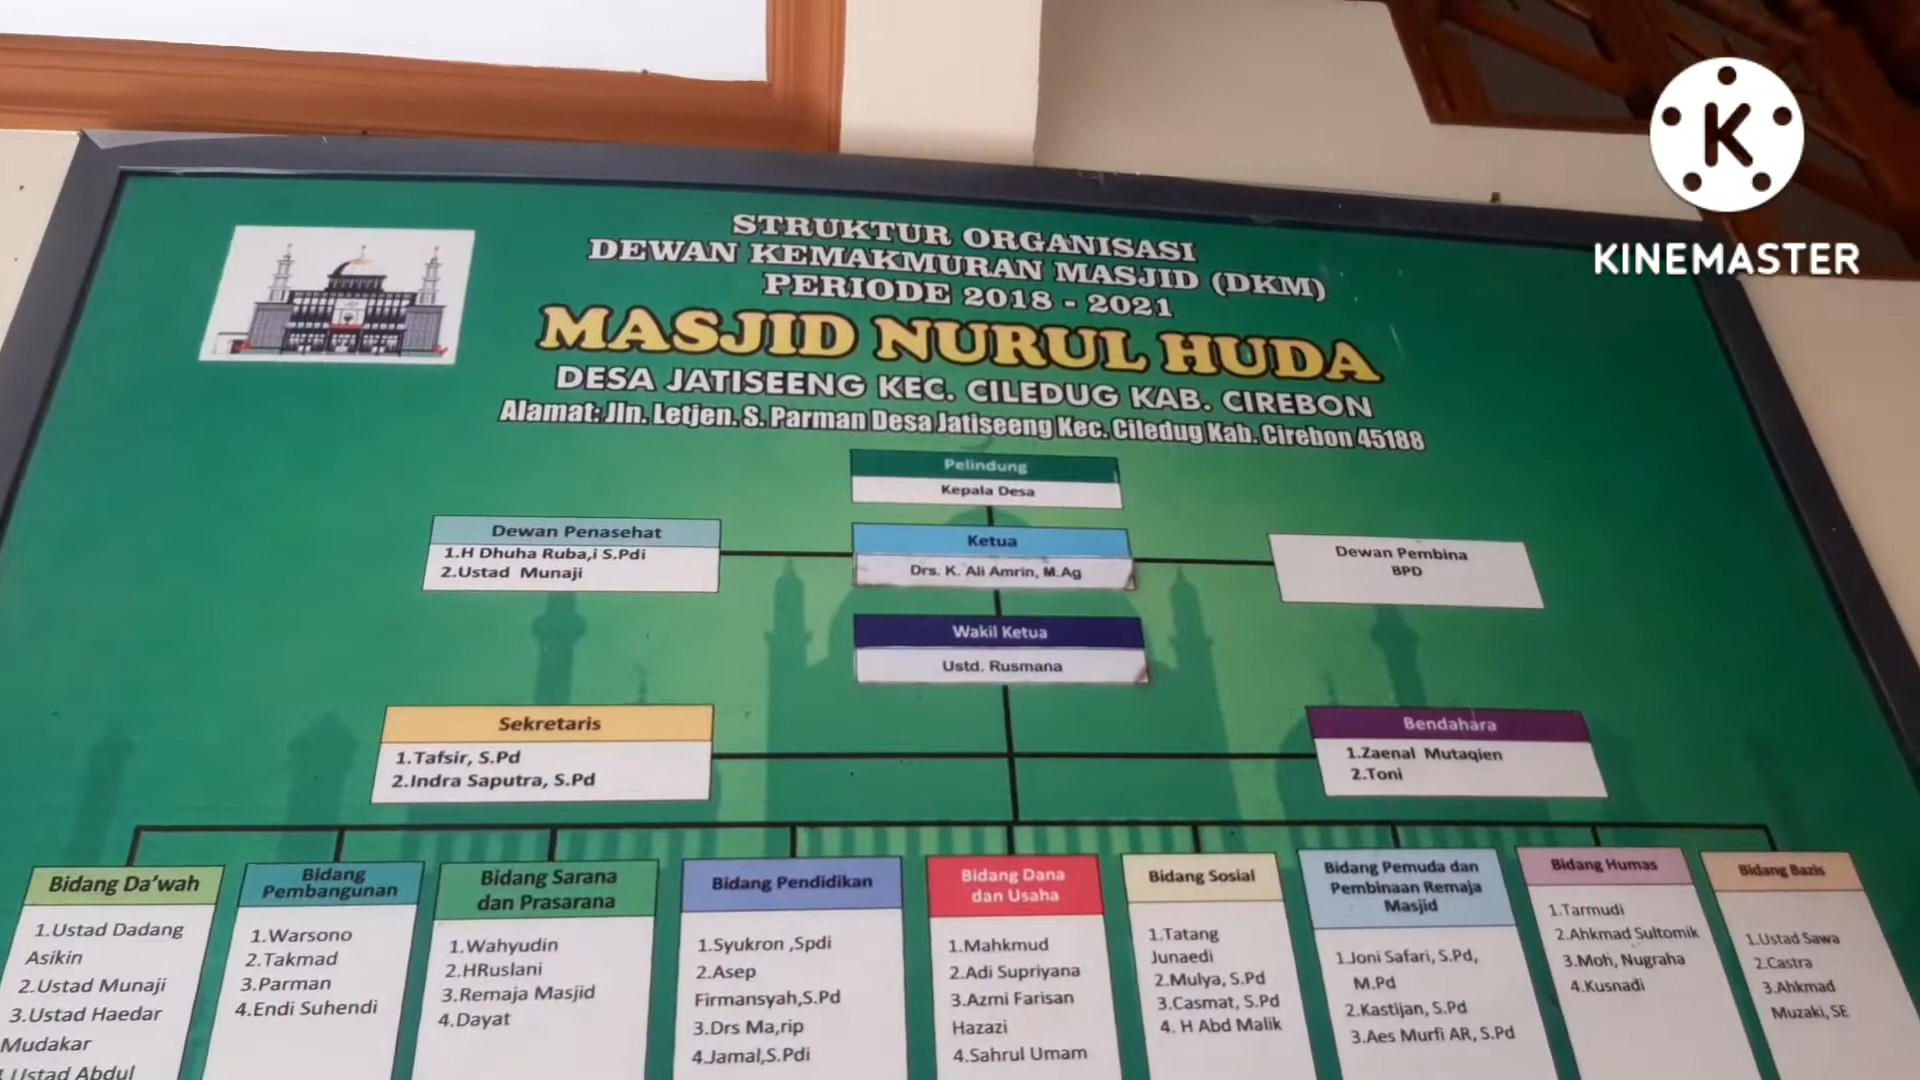 K
KINEMASTER
STRUKTUR ORGANISASI
DEWAN KEMAKMURAN MASJID (DKM)
PERIODE 2018 - 2021
MASJID NURUL HUDA
DESA JATISEENG KEC. CILEDUG KAB. CIREBON
Alamat: Jln. Letjen. S. Parman Desa Jatiseeng Kec. Ciledug Kab. Cirebon 45188
Pelindung
Kepala Desa
Dewan Penasehat
1.H Dhuha Ruba,i S.Pdi
2.Ustad Munaji
Ketua
Drs. K. Ali Amrin, M.Ag
Dewan Pembina
BPD
Wakil Ketua
Ustd. Rusmana
Sekretaris
1.Tafsir, S.Pd
2.Indra Saputra, S.Pd
Bendahara
1.Zaenal Mutaqien
2.Toni
Bidang Da'wah
1.Ustad Dadang
Asikin
2.Ustad Munaji
3.Ustad Haedar
Mudakar
Ustad Abdul
Bidang
Pembangunan
1.Warsono
2.Takmad
3.Parman
4.Endi Suhendi
Bidang Sarana
dan Prasarana
1.Wahyudin
2.HRuslani
3.Remaja Masjid
4.Dayat
Bidang Pendidikan
1.Syukron ,Spdi
2.Asep
Firmansyah,S.Pd
3.Drs Ma,rip
4.Jamal,S.Pdi
Bidang Dana
dan Usaha
1.Mahkmud
2.Adi Supriyana
3.Azmi Farisan
Hazazi
4.Sahrul Umam
Bidang Sosial
1.Tatang
Junaedi
2.Mulya, S.Pd
3.Casmat, S.Pd
4. H Abd Malik
Bidang Pemuda dan
Pembinaan Remaja
Masjid
1.Joni Safari, S.Pd,
M.Pd
2.Kastijan, S.Pd
3.Aes Murfi AR, S.Pd
Bidang Humas
1.Tarmudi
2.Ahkmad Sultomik
3.Moh, Nugraha
4.Kusnadi
Bidang Bazis
1.Ustad Sawa
2.Castra
3.Ahkmad
Muzaki, SE